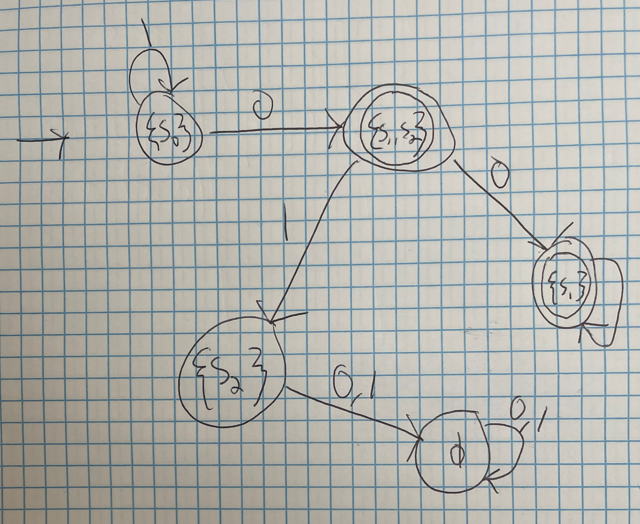 1
0
{S₀}
{S₁,S₂}
0
1
{S₁}
{S₂}
0,1
0,1
ϕ